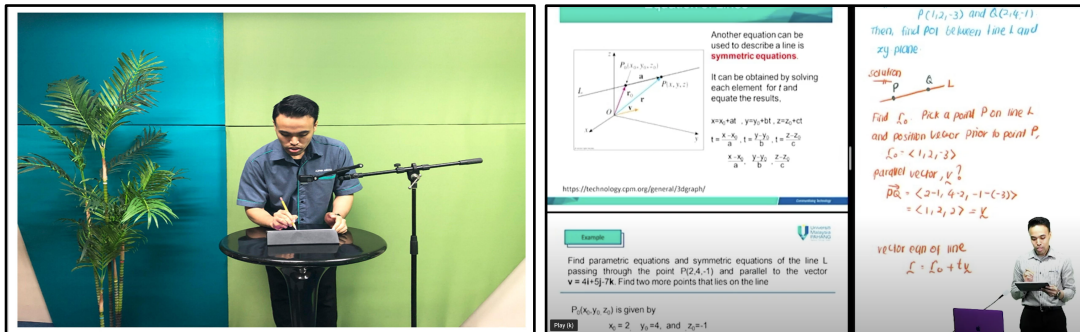 Another equation can be
used to describe a line is
symmetric equations.
It can be obtained by solving
each element for t and
equate the results,
x=x₀+at , y=y₀+bt , z=z₀+ct
t = x-x₀/a , t = y-y₀/b , t = z-z₀/c
x-x₀/a , y-y₀/b , z-z₀/c
z
P₀(x₀, y₀, z₀)
a
L
P(x, y, z)
r₀
r
v
O
x
y
https://technology.cpm.org/general/3dgraph/
Example
Find parametric equations and symmetric equations of the line L
passing through the point P(2,4,-1) and parallel to the vector
v = 4i+5j-7k. Find two more points that lies on the line
P₀(x₀,y₀, z₀) is given by
x₀ = 2 y₀ =4, and z₀=-1
Play (k)
P(1,2,-3) and Q(2,4,-1)
Then, find POI between line L and
xy plane
solution
P Q L
Find r₀. Pick a point P on line L
and position vector prior to point P,
r₀ = <1,2,-3>
parallel vector, v?
PQ = <2-1, 4-2, -1-(-3)>
= <1,2,2> = v
vector eqn of line
r = r₀ + tv